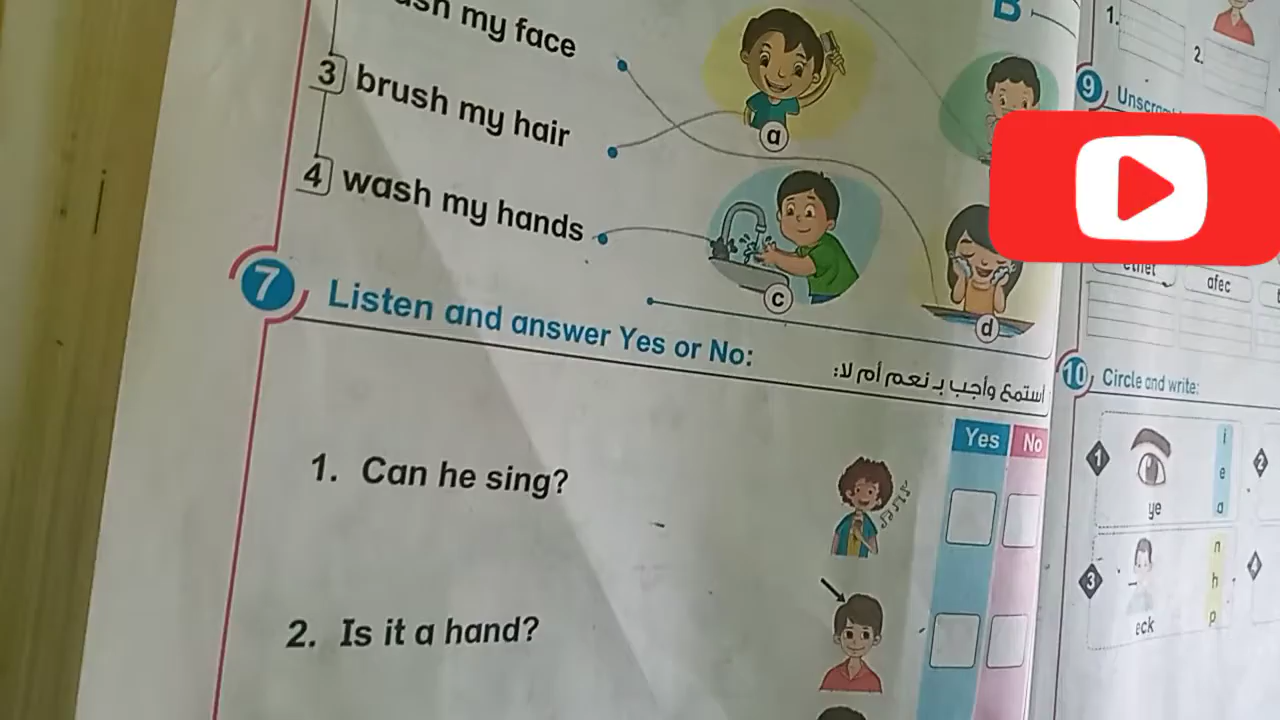 my face
3 brush my hair
4 wash my hands
a
c
d
7 Listen and answer Yes or No:
أستمع وأجب بـ نعم أم لا:
Yes No
1. Can he sing?
2. Is it a hand?
B
1.
2.
9
afec
10 Circle and write:
1
i
e
a
ye
2
3
n
h
p
eck
4